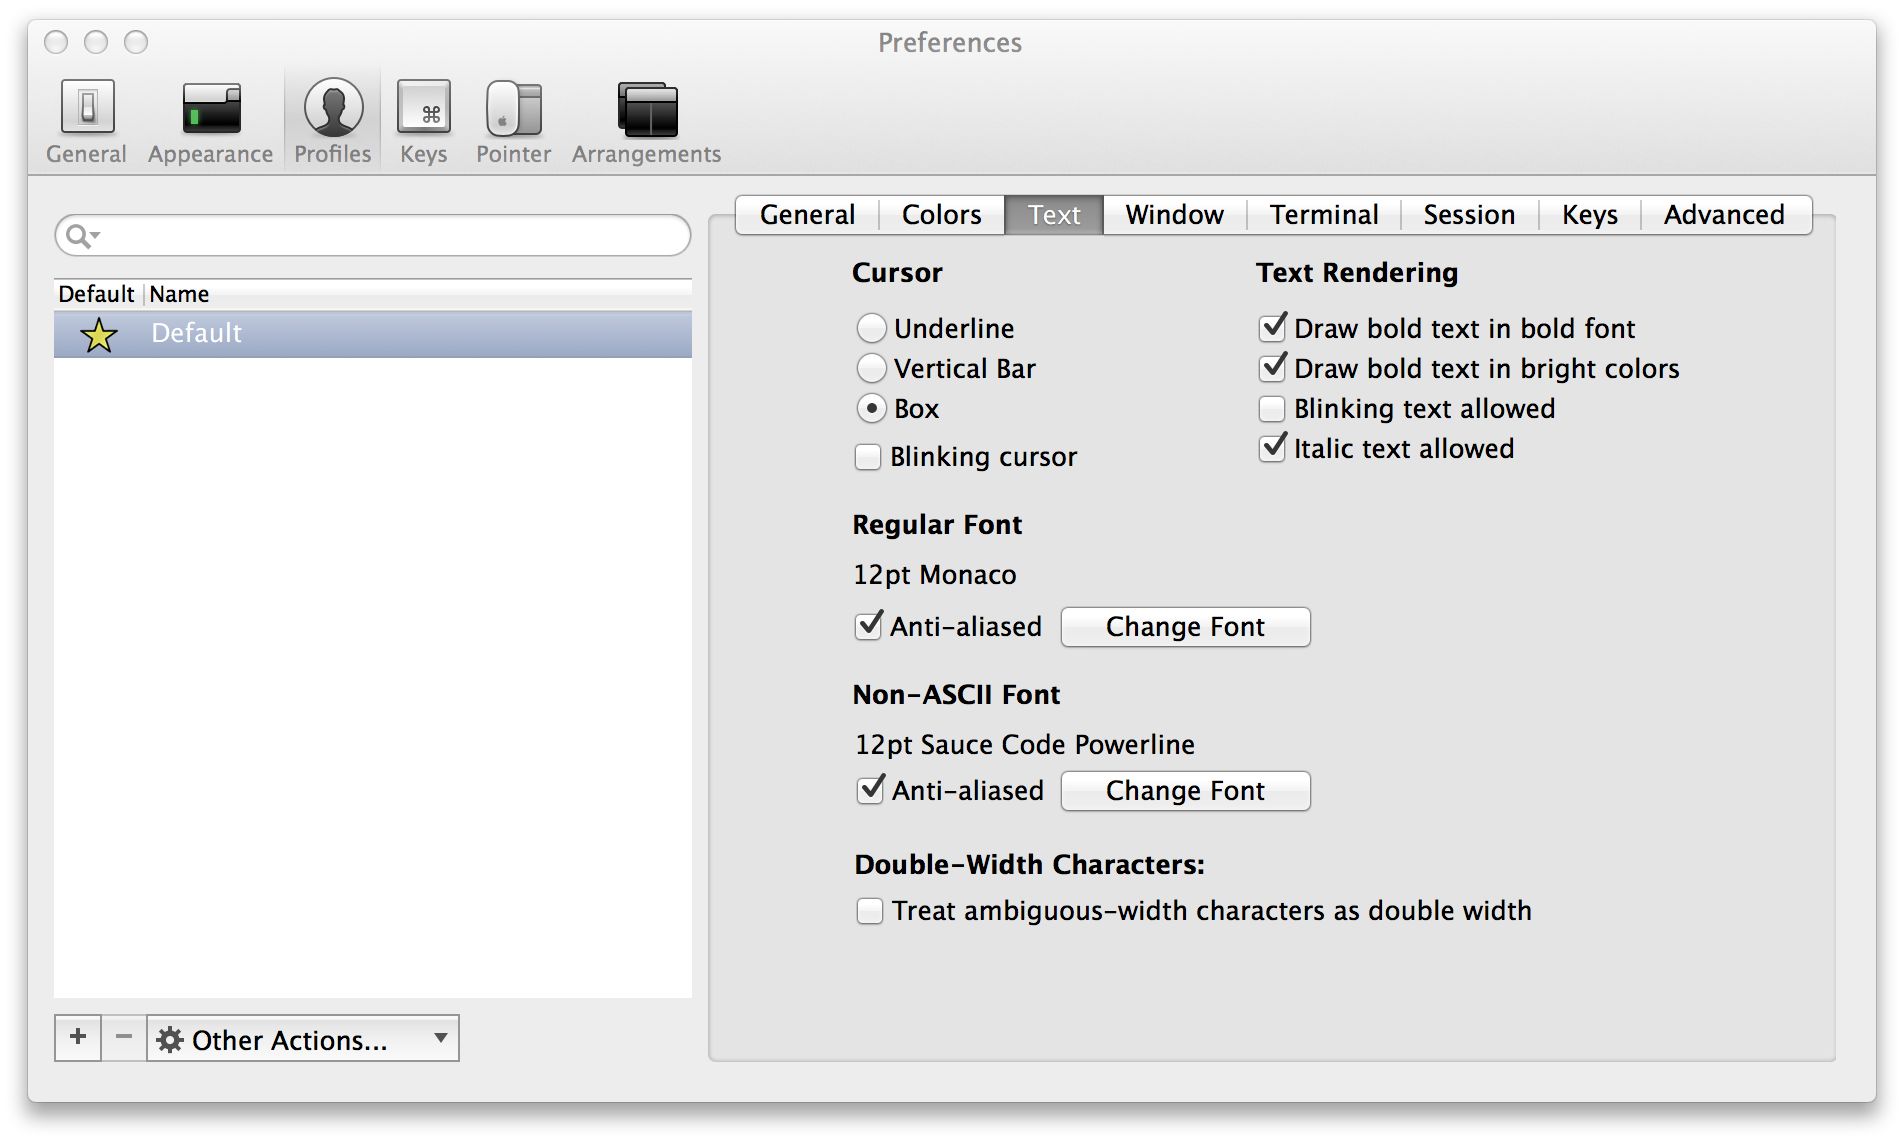 Preferences
General Appearance Profiles Keys Pointer Arrangements
General Colors Text Window Terminal Session Keys Advanced
Default Name
Default
Other Actions...
Cursor
Underline
Vertical Bar
Box
Blinking cursor
Text Rendering
Draw bold text in bold font
Draw bold text in bright colors
Blinking text allowed
Italic text allowed
Regular Font
12pt Monaco
Anti-aliased Change Font
Non-ASCII Font
12pt Sauce Code Powerline
Anti-aliased Change Font
Double-Width Characters:
Treat ambiguous-width characters as double width